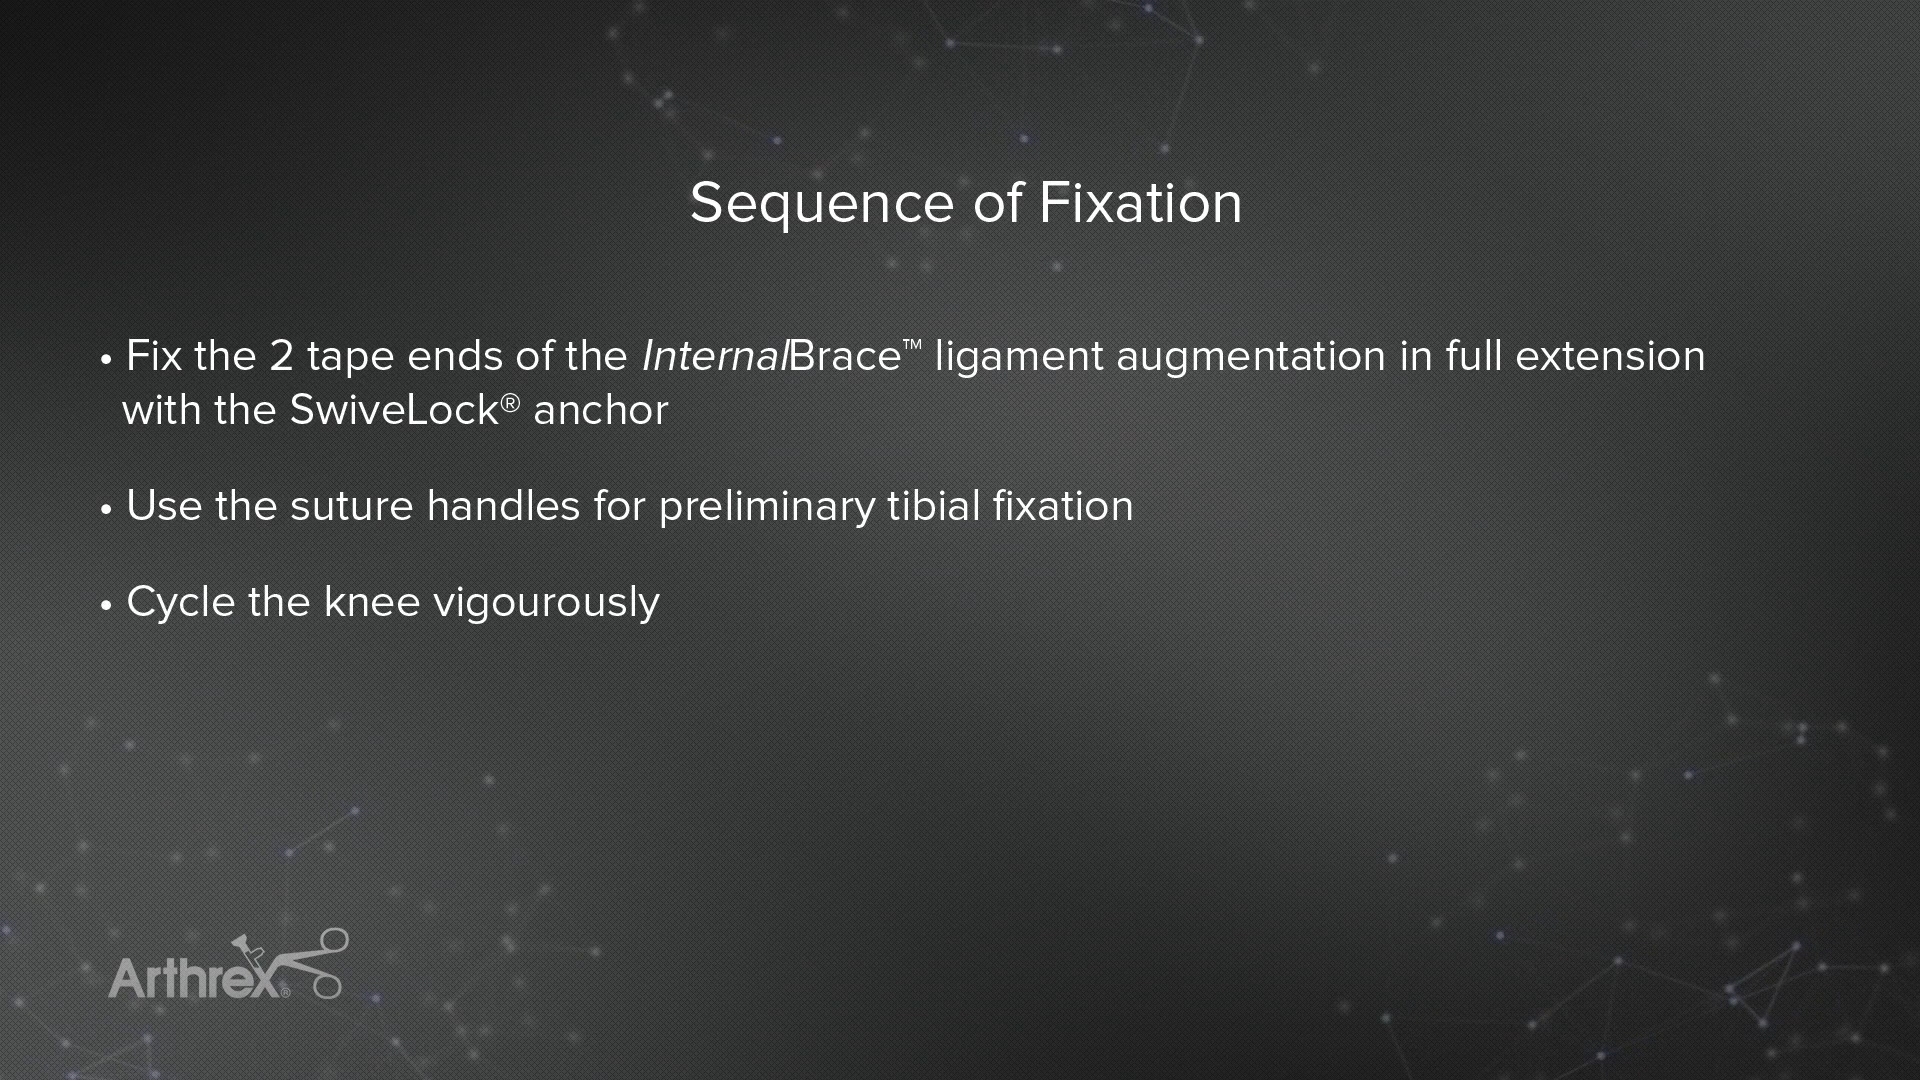 Sequence of Fixation
• Fix the 2 tape ends of the InternalBrace™ ligament augmentation in full extension
with the SwiveLock® anchor
• Use the suture handles for preliminary tibial fixation
• Cycle the knee vigourously
Arthrex®